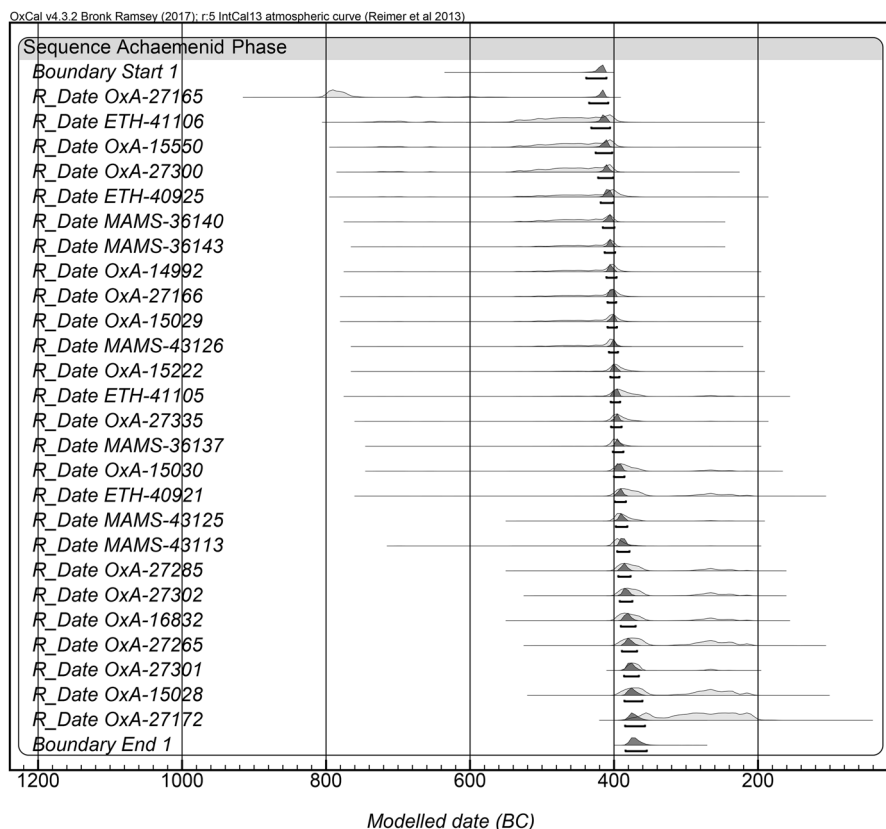 OxCal v4.3.2 Bronk Ramsey (2017); r:5 IntCal13 atmospheric curve (Reimer et al 2013)
Sequence Achaemenid Phase
Boundary Start 1
R_Date OxA-27165
R_Date ETH-41106
R_Date OxA-15550
R_Date OxA-27300
R_Date ETH-40925
R_Date MAMS-36140
R_Date MAMS-36143
R_Date OxA-14992
R_Date OxA-27166
R_Date OxA-15029
R_Date MAMS-43126
R_Date OxA-15222
R_Date ETH-41105
R_Date OxA-27335
R_Date MAMS-36137
R_Date OxA-15030
R_Date ETH-40921
R_Date MAMS-43125
R_Date MAMS-43113
R_Date OxA-27285
R_Date OxA-27302
R_Date OxA-16832
R_Date OxA-27265
R_Date OxA-27301
R_Date OxA-15028
R_Date OxA-27172
Boundary End 1
1200 1000 800 600 400 200
Modelled date (BC)